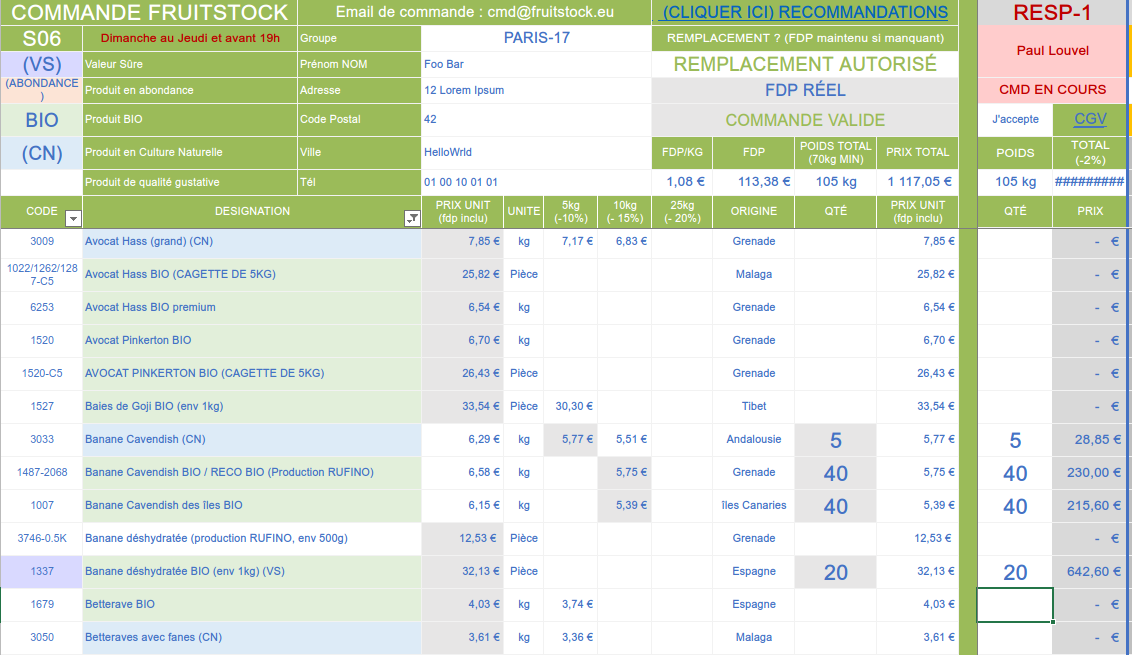 COMMANDE FRUITSTOCK Email de commande : cmd@fruitstock.eu (CLIQUER ICI) RECOMMANDATIONS RESP-1
S06 Dimanche au Jeudi et avant 19h Groupe PARIS-17 REMPLACEMENT ? (FDP maintenu si manquant) Paul Louvel
(VS) Valeur Sûre Prénom NOM Foo Bar REMPLACEMENT AUTORISÉ
(ABONDANCE
) Produit en abondance Adresse 12 Lorem Ipsum FDP RÉEL CMD EN COURS
BIO Produit BIO Code Postal 42 COMMANDE VALIDE J'accepte CGV
(CN) Produit en Culture Naturelle Ville HelloWrld FDP/KG FDP POIDS TOTAL
(70kg MIN) PRIX TOTAL POIDS TOTAL
(-2%)
Produit de qualité gustative Tél 01 00 10 01 01 1,08 € 113,38 € 105 kg 1 117,05 € 105 kg #########
CODE DESIGNATION PRIX UNIT
(fdp inclu) UNITE 5kg
(-10%) 10kg
(- 15%) 25kg
(- 20%) ORIGINE QTÉ PRIX UNIT
(fdp inclu) QTÉ PRIX
3009 Avocat Hass (grand) (CN) 7,85 € kg 7,17 € 6,83 € Grenade 7,85 € - €
1022/1262/128
7-C5 Avocat Hass BIO (CAGETTE DE 5KG) 25,82 € Pièce Malaga 25,82 € - €
6253 Avocat Hass BIO premium 6,54 € kg Grenade 6,54 € - €
1520 Avocat Pinkerton BIO 6,70 € kg Grenade 6,70 € - €
1520-C5 AVOCAT PINKERTON BIO (CAGETTE DE 5KG) 26,43 € Pièce Grenade 26,43 € - €
1527 Baies de Goji BIO (env 1kg) 33,54 € Pièce 30,30 € Tibet 33,54 € - €
3033 Banane Cavendish (CN) 6,29 € kg 5,77 € 5,51 € Andalousie 5 5,77 € 5 28,85 €
1487-2068 Banane Cavendish BIO / RECO BIO (Production RUFINO) 6,58 € kg 5,75 € Grenade 40 5,75 € 40 230,00 €
1007 Banane Cavendish des îles BIO 6,15 € kg 5,39 € îles Canaries 40 5,39 € 40 215,60 €
3746-0.5K Banane déshydratée (production RUFINO, env 500g) 12,53 € Pièce Grenade 12,53 € - €
1337 Banane déshydratée BIO (env 1kg) (VS) 32,13 € Pièce Espagne 20 32,13 € 20 642,60 €
1679 Betterave BIO 4,03 € kg 3,74 € Espagne 4,03 € - €
3050 Betteraves avec fanes (CN) 3,61 € kg 3,36 € Malaga 3,61 € - €